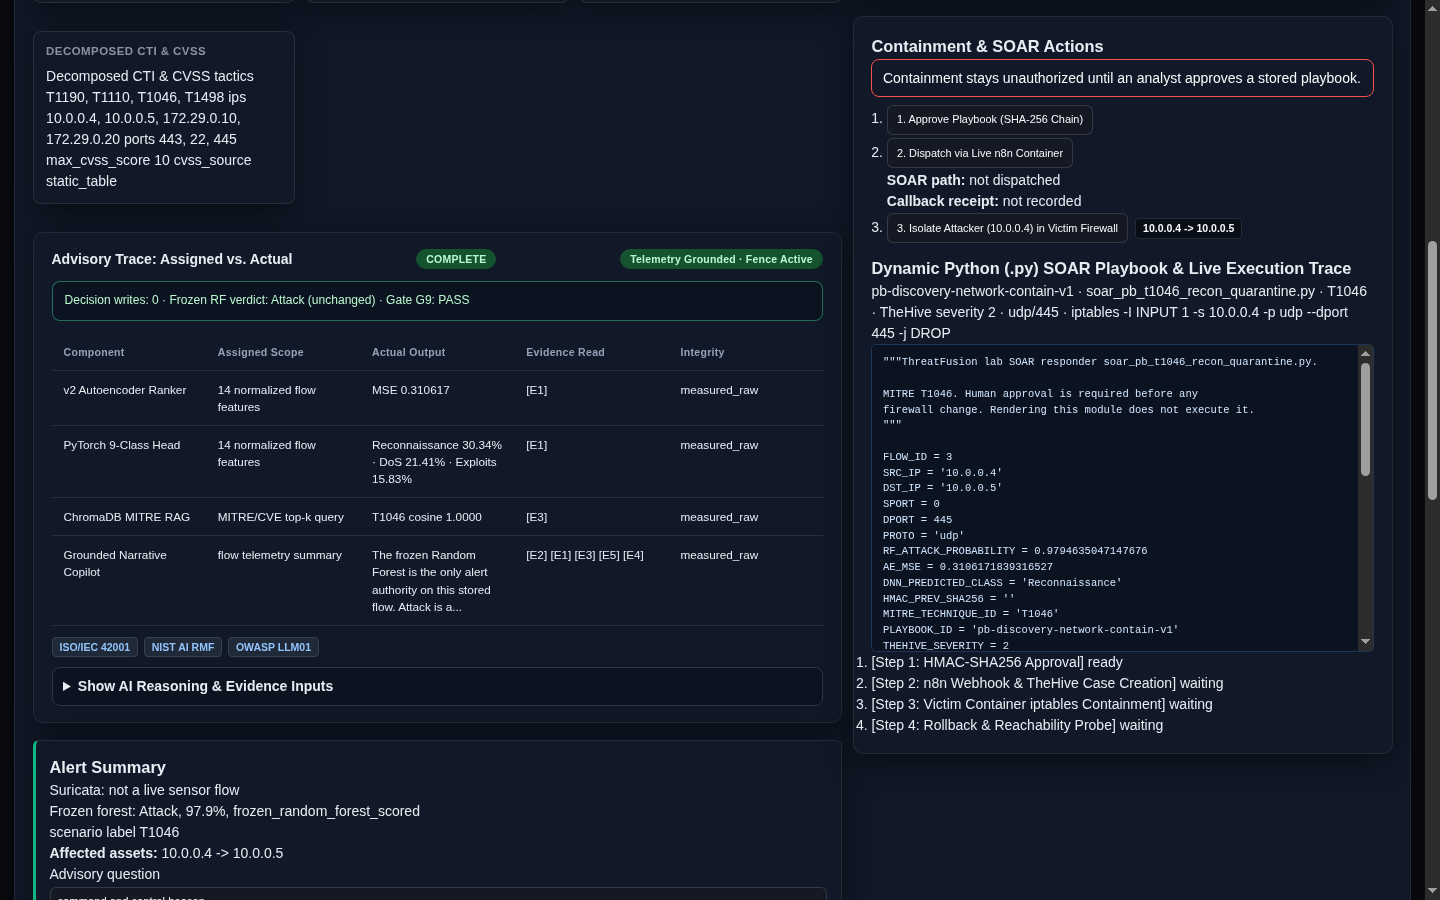 DECOMPOSED CTI & CVSS
Decomposed CTI & CVSS tactics
T1190, T1110, T1046, T1498 ips
10.0.0.4, 10.0.0.5, 172.29.0.10,
172.29.0.20 ports 443, 22, 445
max_cvss_score 10 cvss_source
static_table
Advisory Trace: Assigned vs. Actual
COMPLETE
Telemetry Grounded · Fence Active
Decision writes: 0 · Frozen RF verdict: Attack (unchanged) · Gate G9: PASS
Component Assigned Scope Actual Output Evidence Read Integrity
v2 Autoencoder Ranker 14 normalized flow features MSE 0.310617 [E1] measured_raw
PyTorch 9-Class Head 14 normalized flow features Reconnaissance 30.34% · DoS 21.41% · Exploits 15.83% [E1] measured_raw
ChromaDB MITRE RAG MITRE/CVE top-k query T1046 cosine 1.0000 [E3] measured_raw
Grounded Narrative Copilot flow telemetry summary The frozen Random Forest is the only alert authority on this stored flow. Attack is a... [E2] [E1] [E3] [E5] [E4] measured_raw
ISO/IEC 42001 NIST AI RMF OWASP LLM01
▶ Show AI Reasoning & Evidence Inputs
Alert Summary
Suricata: not a live sensor flow
Frozen forest: Attack, 97.9%, frozen_random_forest_scored
scenario label T1046
Affected assets: 10.0.0.4 -> 10.0.0.5
Advisory question
Containment & SOAR Actions
Containment stays unauthorized until an analyst approves a stored playbook.
1. 1. Approve Playbook (SHA-256 Chain)
2. 2. Dispatch via Live n8n Container
SOAR path: not dispatched
Callback receipt: not recorded
3. 3. Isolate Attacker (10.0.0.4) in Victim Firewall 10.0.0.4 -> 10.0.0.5
Dynamic Python (.py) SOAR Playbook & Live Execution Trace
pb-discovery-network-contain-v1 · soar_pb_t1046_recon_quarantine.py · T1046
· TheHive severity 2 · udp/445 · iptables -I INPUT 1 -s 10.0.0.4 -p udp --dport
445 -j DROP
"""ThreatFusion lab SOAR responder soar_pb_t1046_recon_quarantine.py.
MITRE T1046. Human approval is required before any
firewall change. Rendering this module does not execute it.
"""
FLOW_ID = 3
SRC_IP = '10.0.0.4'
DST_IP = '10.0.0.5'
SPORT = 0
DPORT = 445
PROTO = 'udp'
RF_ATTACK_PROBABILITY = 0.9794635047147676
AE_MSE = 0.3106171839316527
DNN_PREDICTED_CLASS = 'Reconnaissance'
HMAC_PREV_SHA256 = ''
MITRE_TECHNIQUE_ID = 'T1046'
PLAYBOOK_ID = 'pb-discovery-network-contain-v1'
THEHIVE_SEVERITY = 2
1. [Step 1: HMAC-SHA256 Approval] ready
2. [Step 2: n8n Webhook & TheHive Case Creation] waiting
3. [Step 3: Victim Container iptables Containment] waiting
4. [Step 4: Rollback & Reachability Probe] waiting